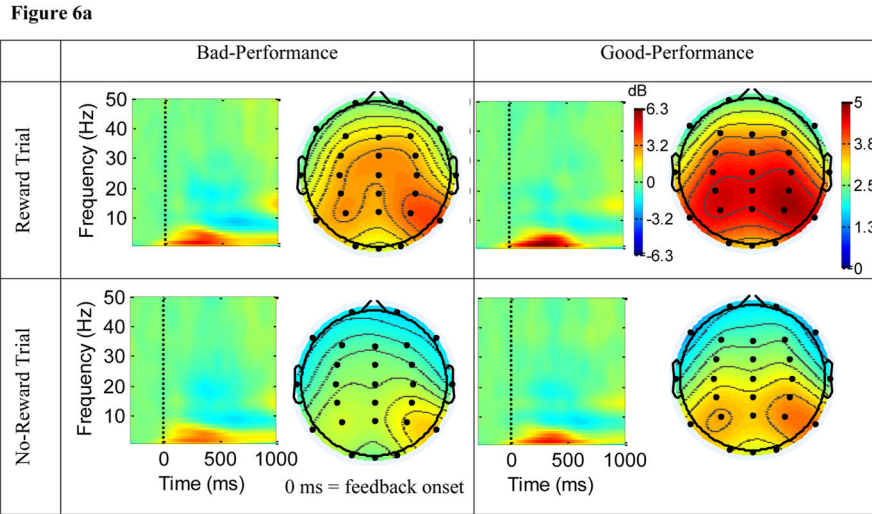 Figure 6a
Bad-Performance
Good-Performance
Reward Trial
Frequency (Hz)
50
40
30
20
10
dB
6.3
3.2
0
-3.2
-6.3
5
3.8
2.5
1.3
0
No-Reward Trial
Frequency (Hz)
50
40
30
20
10
0 500 1000
Time (ms)
0 ms = feedback onset
0 500 1000
Time (ms)